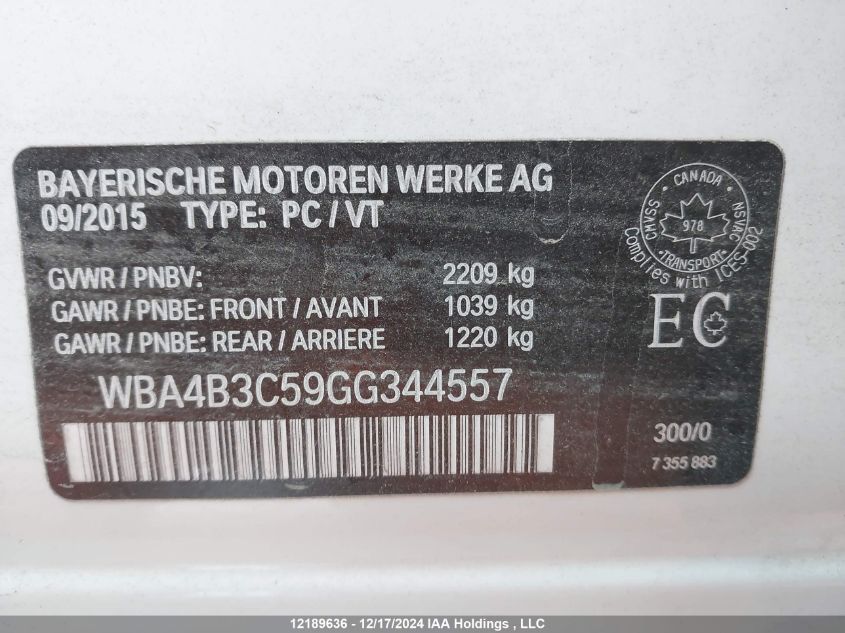 BAYERISCHE MOTOREN WERKE AG
09/2015 TYPE: PC / VT
GVWR / PNBV: 2209 kg
GAWR / PNBE: FRONT / AVANT 1039 kg
GAWR / PNBE: REAR / ARRIERE 1220 kg
WBA4B3C59GG344557
CANADA
CMVSS
NSVAC
978
TRANSPORT
Complies with ICES-002
EC
300/0
7 355 883
12189636 - 12/17/2024 IAA Holdings , LLC